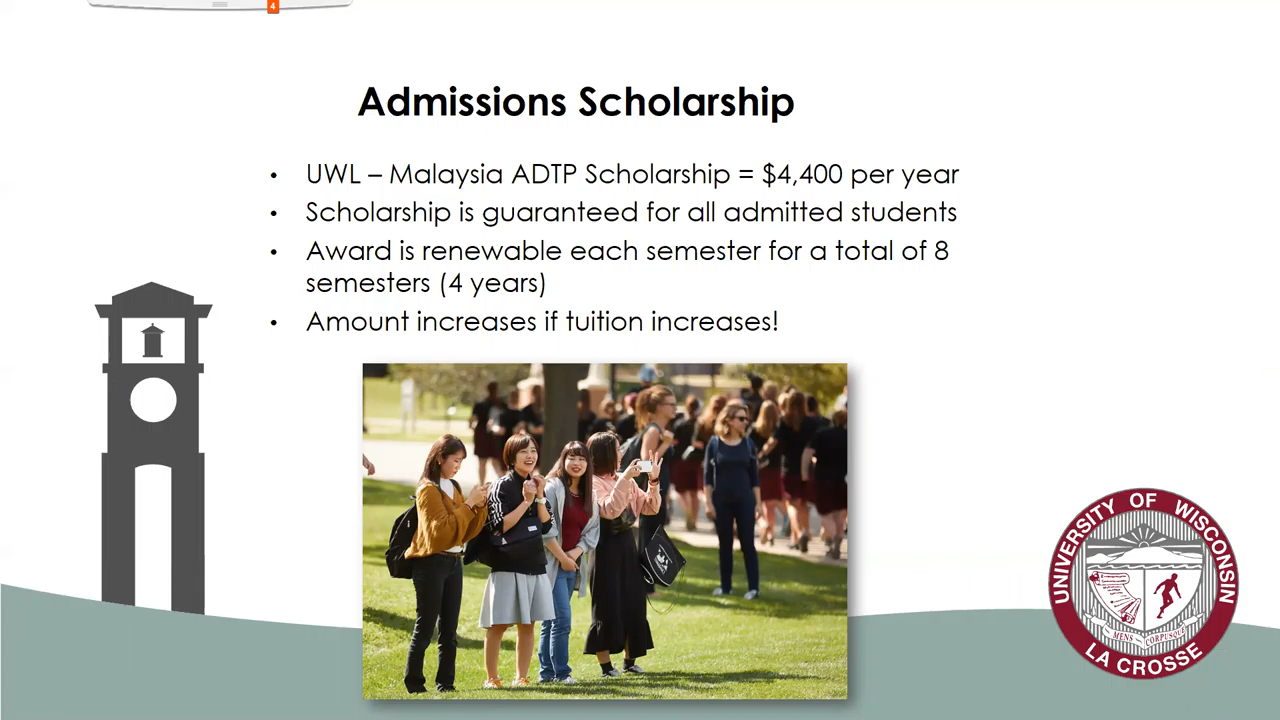 4
Admissions Scholarship
• UWL – Malaysia ADTP Scholarship = $4,400 per year
• Scholarship is guaranteed for all admitted students
• Award is renewable each semester for a total of 8
semesters (4 years)
• Amount increases if tuition increases!
UNIVERSITY OF WISCONSIN
MENS CORPUSQUE
LA CROSSE